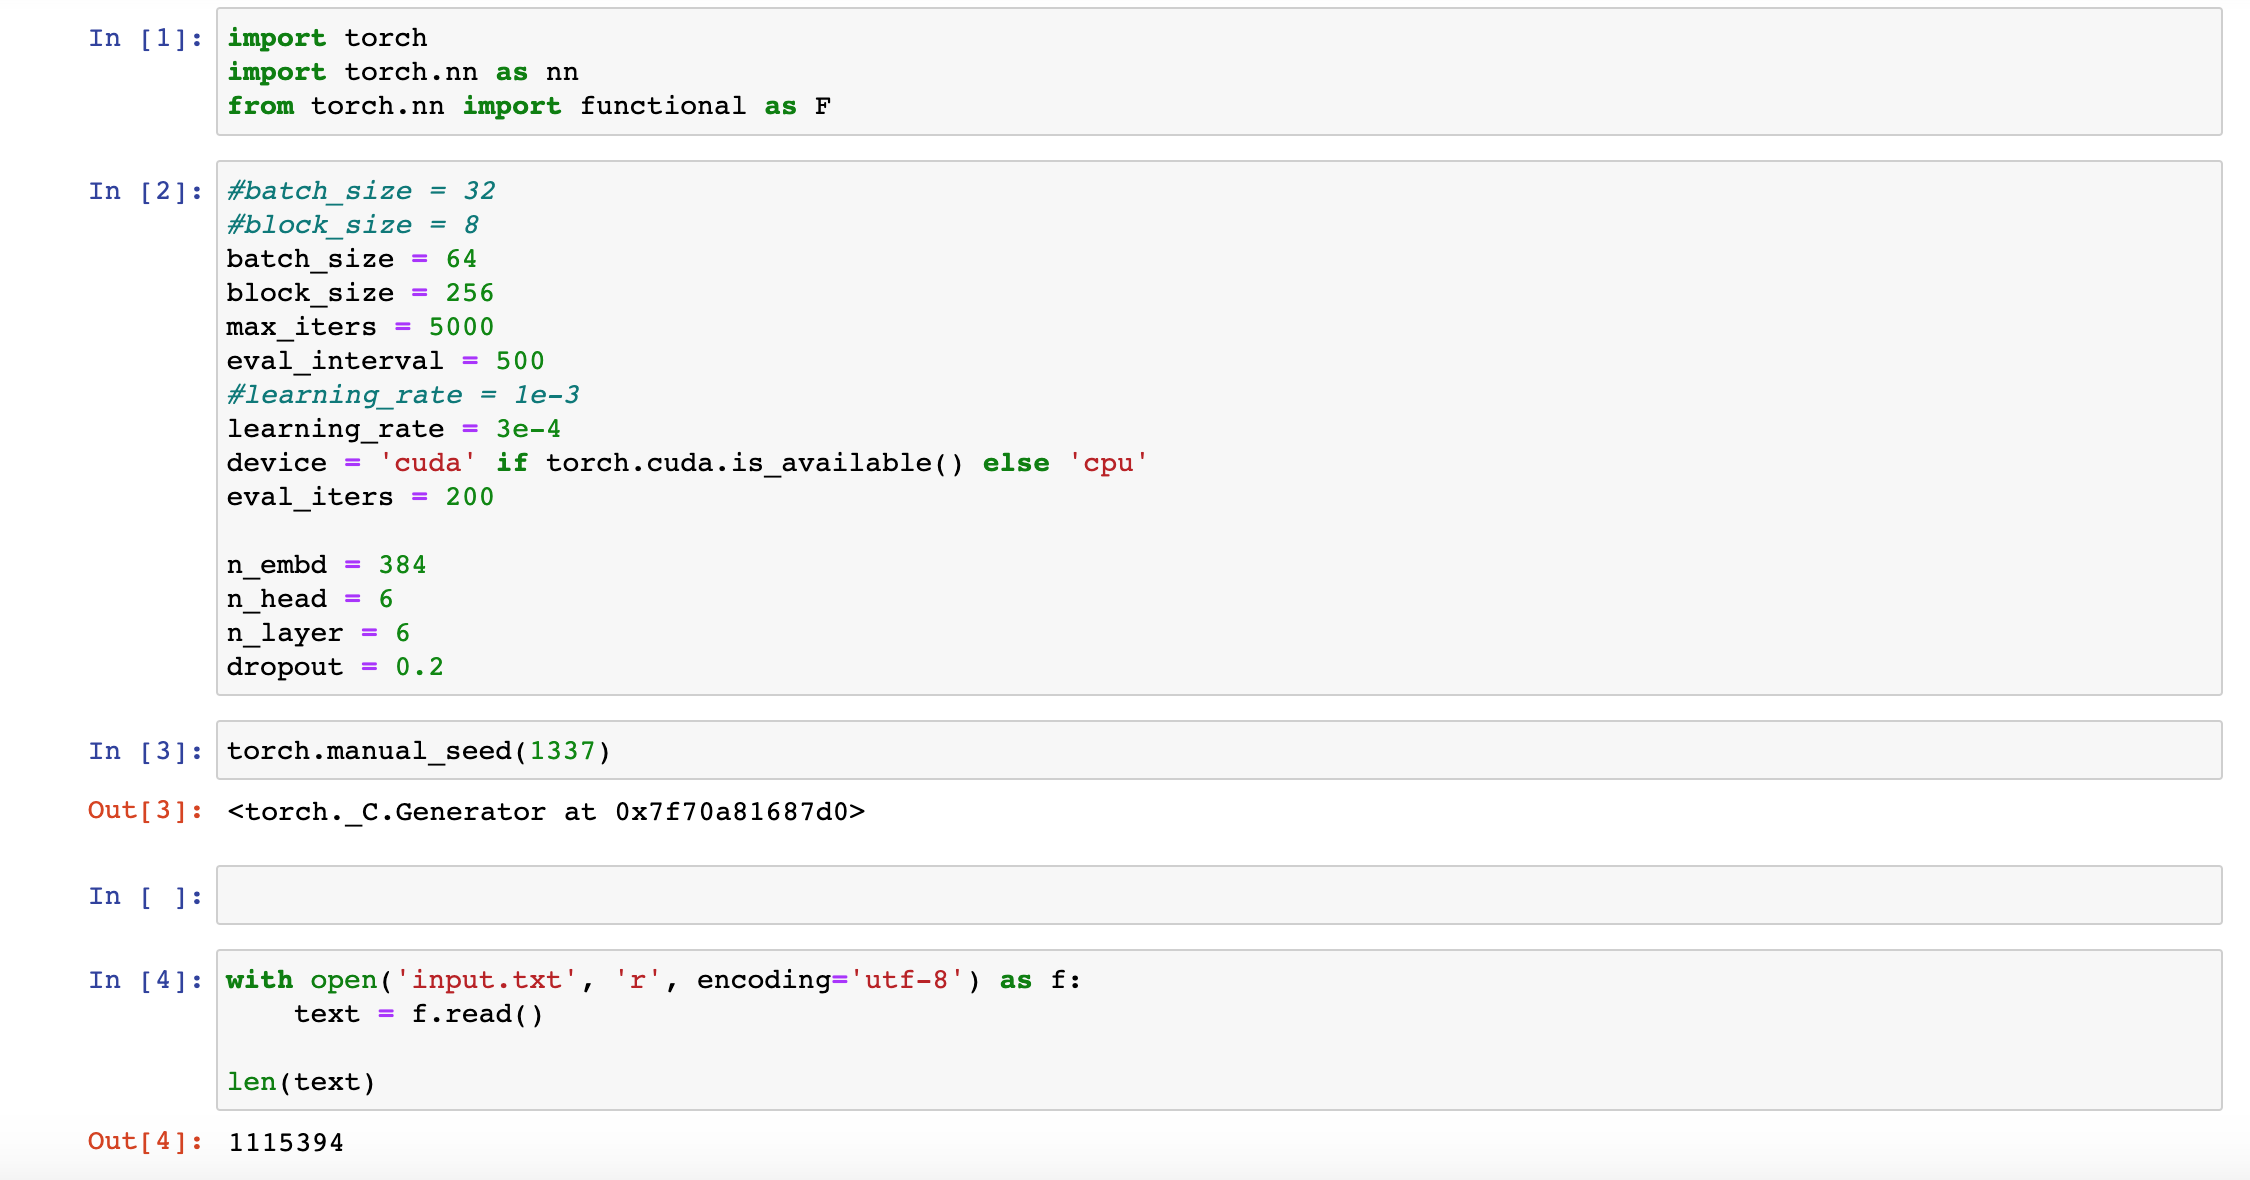 In [1]: import torch
import torch.nn as nn
from torch.nn import functional as F
In [2]: #batch_size = 32
#block_size = 8
batch_size = 64
block_size = 256
max_iters = 5000
eval_interval = 500
#learning_rate = 1e-3
learning_rate = 3e-4
device = 'cuda' if torch.cuda.is_available() else 'cpu'
eval_iters = 200
n_embd = 384
n_head = 6
n_layer = 6
dropout = 0.2
In [3]: torch.manual_seed(1337)
Out[3]: <torch._C.Generator at 0x7f70a81687d0>
In [ ]:
In [4]: with open('input.txt', 'r', encoding='utf-8') as f:
    text = f.read()
len(text)
Out[4]: 1115394